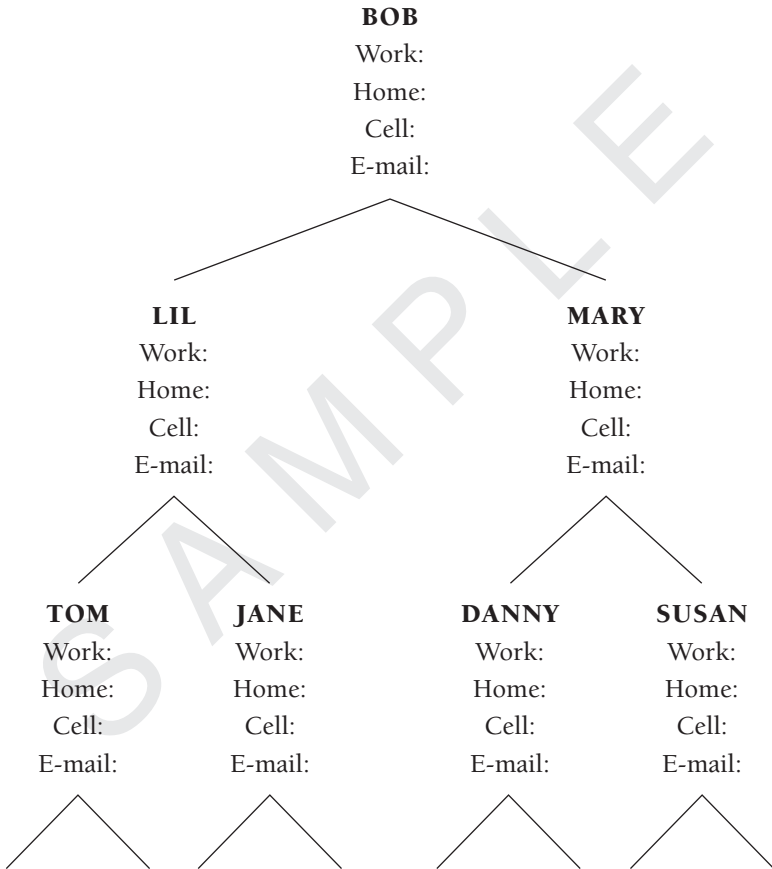 BOB
Work:
Home:
Cell:
E-mail:
LIL
Work:
Home:
Cell:
E-mail:
MARY
Work:
Home:
Cell:
E-mail:
TOM
Work:
Home:
Cell:
E-mail:
JANE
Work:
Home:
Cell:
E-mail:
DANNY
Work:
Home:
Cell:
E-mail:
SUSAN
Work:
Home:
Cell:
E-mail:
SAMPLE